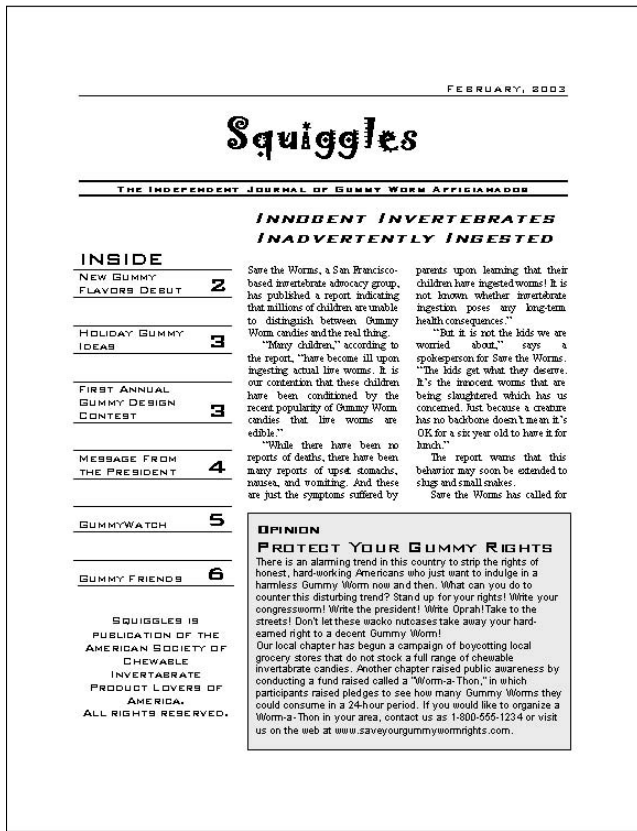 FEBRUARY, 2003
Squiggles
THE INDEPENDENT JOURNAL OF GUMMY WORM AFFICIANADOS
INNOCENT INVERTEBRATES
INADVERTENTLY INGESTED
INSIDE
NEW GUMMY
FLAVORS DEBUT 2
HOLIDAY GUMMY
IDEAS 3
FIRST ANNUAL
GUMMY DESIGN
CONTEST 3
MESSAGE FROM
THE PRESIDENT 4
GUMMYWATCH 5
GUMMY FRIENDS 6
SQUIGGLES IS
PUBLICATION OF THE
AMERICAN SOCIETY OF
CHEWABLE
INVERTABRATE
PRODUCT LOVERS OF
AMERICA.
ALL RIGHTS RESERVED.
Save the Worms, a San Francisco-
based invertebrate advocacy group,
has published a report indicating
that millions of children are unable
to distinguish between Gummy
Worm candies and the real thing.
"Many children," according to
the report, "have become ill upon
ingesting actual live worms. It is
our contention that these children
have been conditioned by the
recent popularity of Gummy Worm
candies that live worms are
edible."
"While there have been no
reports of deaths, there have been
many reports of upset stomachs,
nausea, and vomiting. And these
are just the symptoms suffered by
parents upon learning that their
children have ingested worms! It is
not known whether invertebrate
ingestion poses any long-term
health consequences."
"But it is not the kids we are
worried about," says a
spokesperson for Save the Worms.
"The kids get what they deserve.
It's the innocent worms that are
being slaughtered which has us
concerned. Just because a creature
has no backbone doesn't mean it's
OK for a six year old to have it for
lunch."
The report warns that this
behavior may soon be extended to
slugs and small snakes.
Save the Worms has called for
OPINION
PROTECT YOUR GUMMY RIGHTS
There is an alarming trend in this country to strip the rights of
honest, hard-working Americans who just want to indulge in a
harmless Gummy Worm now and then. What can you do to
counter this disturbing trend? Stand up for your rights! Write your
congressworm! Write the president! Write Oprah!Take to the
streets! Don't let these wacko nutcases take away your hard-
earned right to a decent Gummy Worm!
Our local chapter has begun a campaign of boycotting local
grocery stores that do not stock a full range of chewable
invertabrate candies. Another chapter raised public awareness by
conducting a fund raised called a "Worm-a-Thon," in which
participants raised pledges to see how many Gummy Worms they
could consume in a 24-hour period. If you would like to organize a
Worm-a-Thon in your area, contact us as 1-800-555-1234 or visit
us on the web at www.saveyourgummywormrights.com.